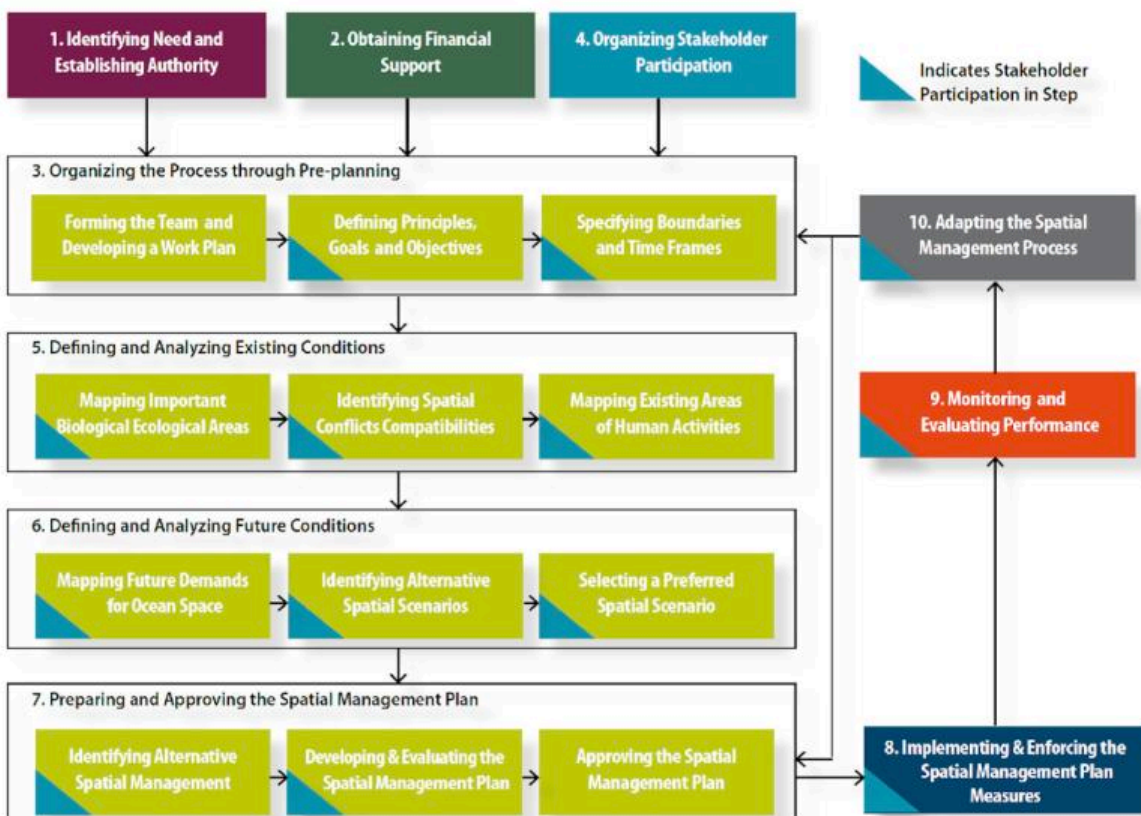 1. Identifying Need and
Establishing Authority
2. Obtaining Financial
Support
4. Organizing Stakeholder
Participation
Indicates Stakeholder
Participation in Step
3. Organizing the Process through Pre-planning
Forming the Team and
Developing a Work Plan
Defining Principles,
Goals and Objectives
Specifying Boundaries
and Time Frames
10. Adapting the Spatial
Management Process
5. Defining and Analyzing Existing Conditions
Mapping Important
Biological Ecological Areas
Identifying Spatial
Conflicts Compatibilities
Mapping Existing Areas
of Human Activities
9. Monitoring and
Evaluating Performance
6. Defining and Analyzing Future Conditions
Mapping Future Demands
for Ocean Space
Identifying Alternative
Spatial Scenarios
Selecting a Preferred
Spatial Scenario
7. Preparing and Approving the Spatial Management Plan
Identifying Alternative
Spatial Management
Developing & Evaluating the
Spatial Management Plan
Approving the Spatial
Management Plan
8. Implementing & Enforcing the
Spatial Management Plan
Measures